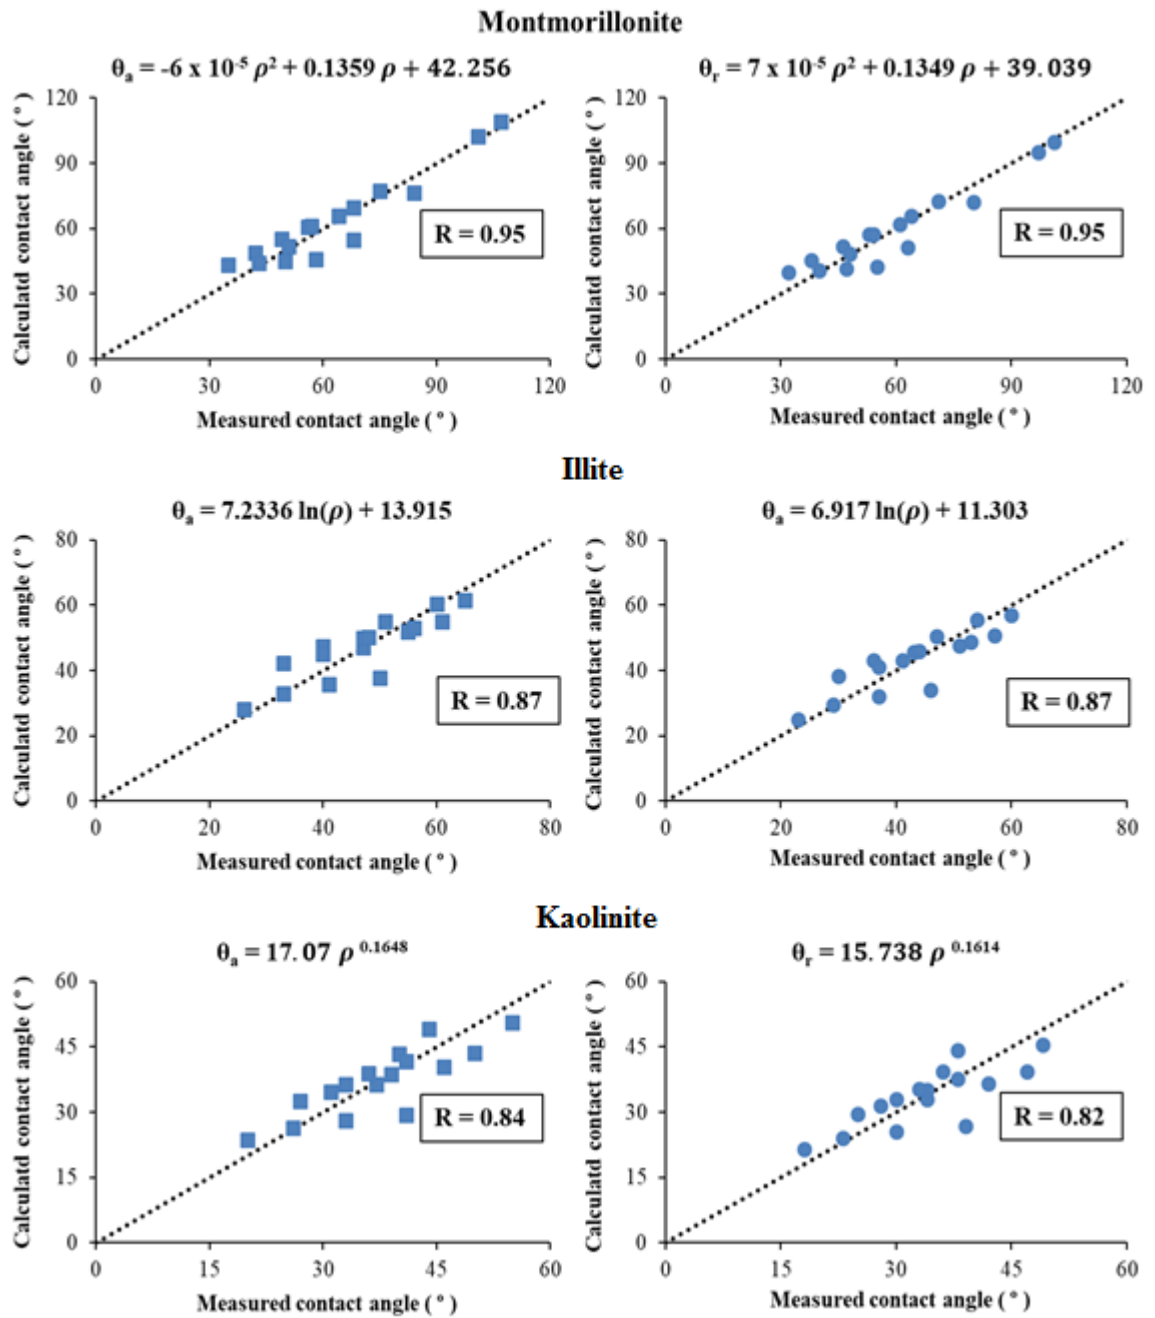 Montmorillonite
θₐ = -6 x 10⁻⁵ ρ² + 0.1359 ρ + 42.256
θᵣ = 7 x 10⁻⁵ ρ² + 0.1349 ρ + 39.039
Calculatd contact angle ( ° )
120
90
60
30
0
R = 0.95
0 30 60 90 120
Measured contact angle ( ° )
Calculatd contact angle ( ° )
120
90
60
30
0
R = 0.95
0 30 60 90 120
Measured contact angle ( ° )
Illite
θₐ = 7.2336 ln(ρ) + 13.915
θₐ = 6.917 ln(ρ) + 11.303
Calculatd contact angle ( ° )
80
60
40
20
0
R = 0.87
0 20 40 60 80
Measured contact angle ( ° )
Calculatd contact angle ( ° )
80
60
40
20
0
R = 0.87
0 20 40 60 80
Measured contact angle ( ° )
Kaolinite
θₐ = 17.07 ρ ⁰·¹⁶⁴⁸
θᵣ = 15.738 ρ ⁰·¹⁶¹⁴
Calculatd contact angle ( ° )
60
45
30
15
0
R = 0.84
0 15 30 45 60
Measured contact angle ( ° )
Calculatd contact angle ( ° )
60
45
30
15
0
R = 0.82
0 15 30 45 60
Measured contact angle ( ° )